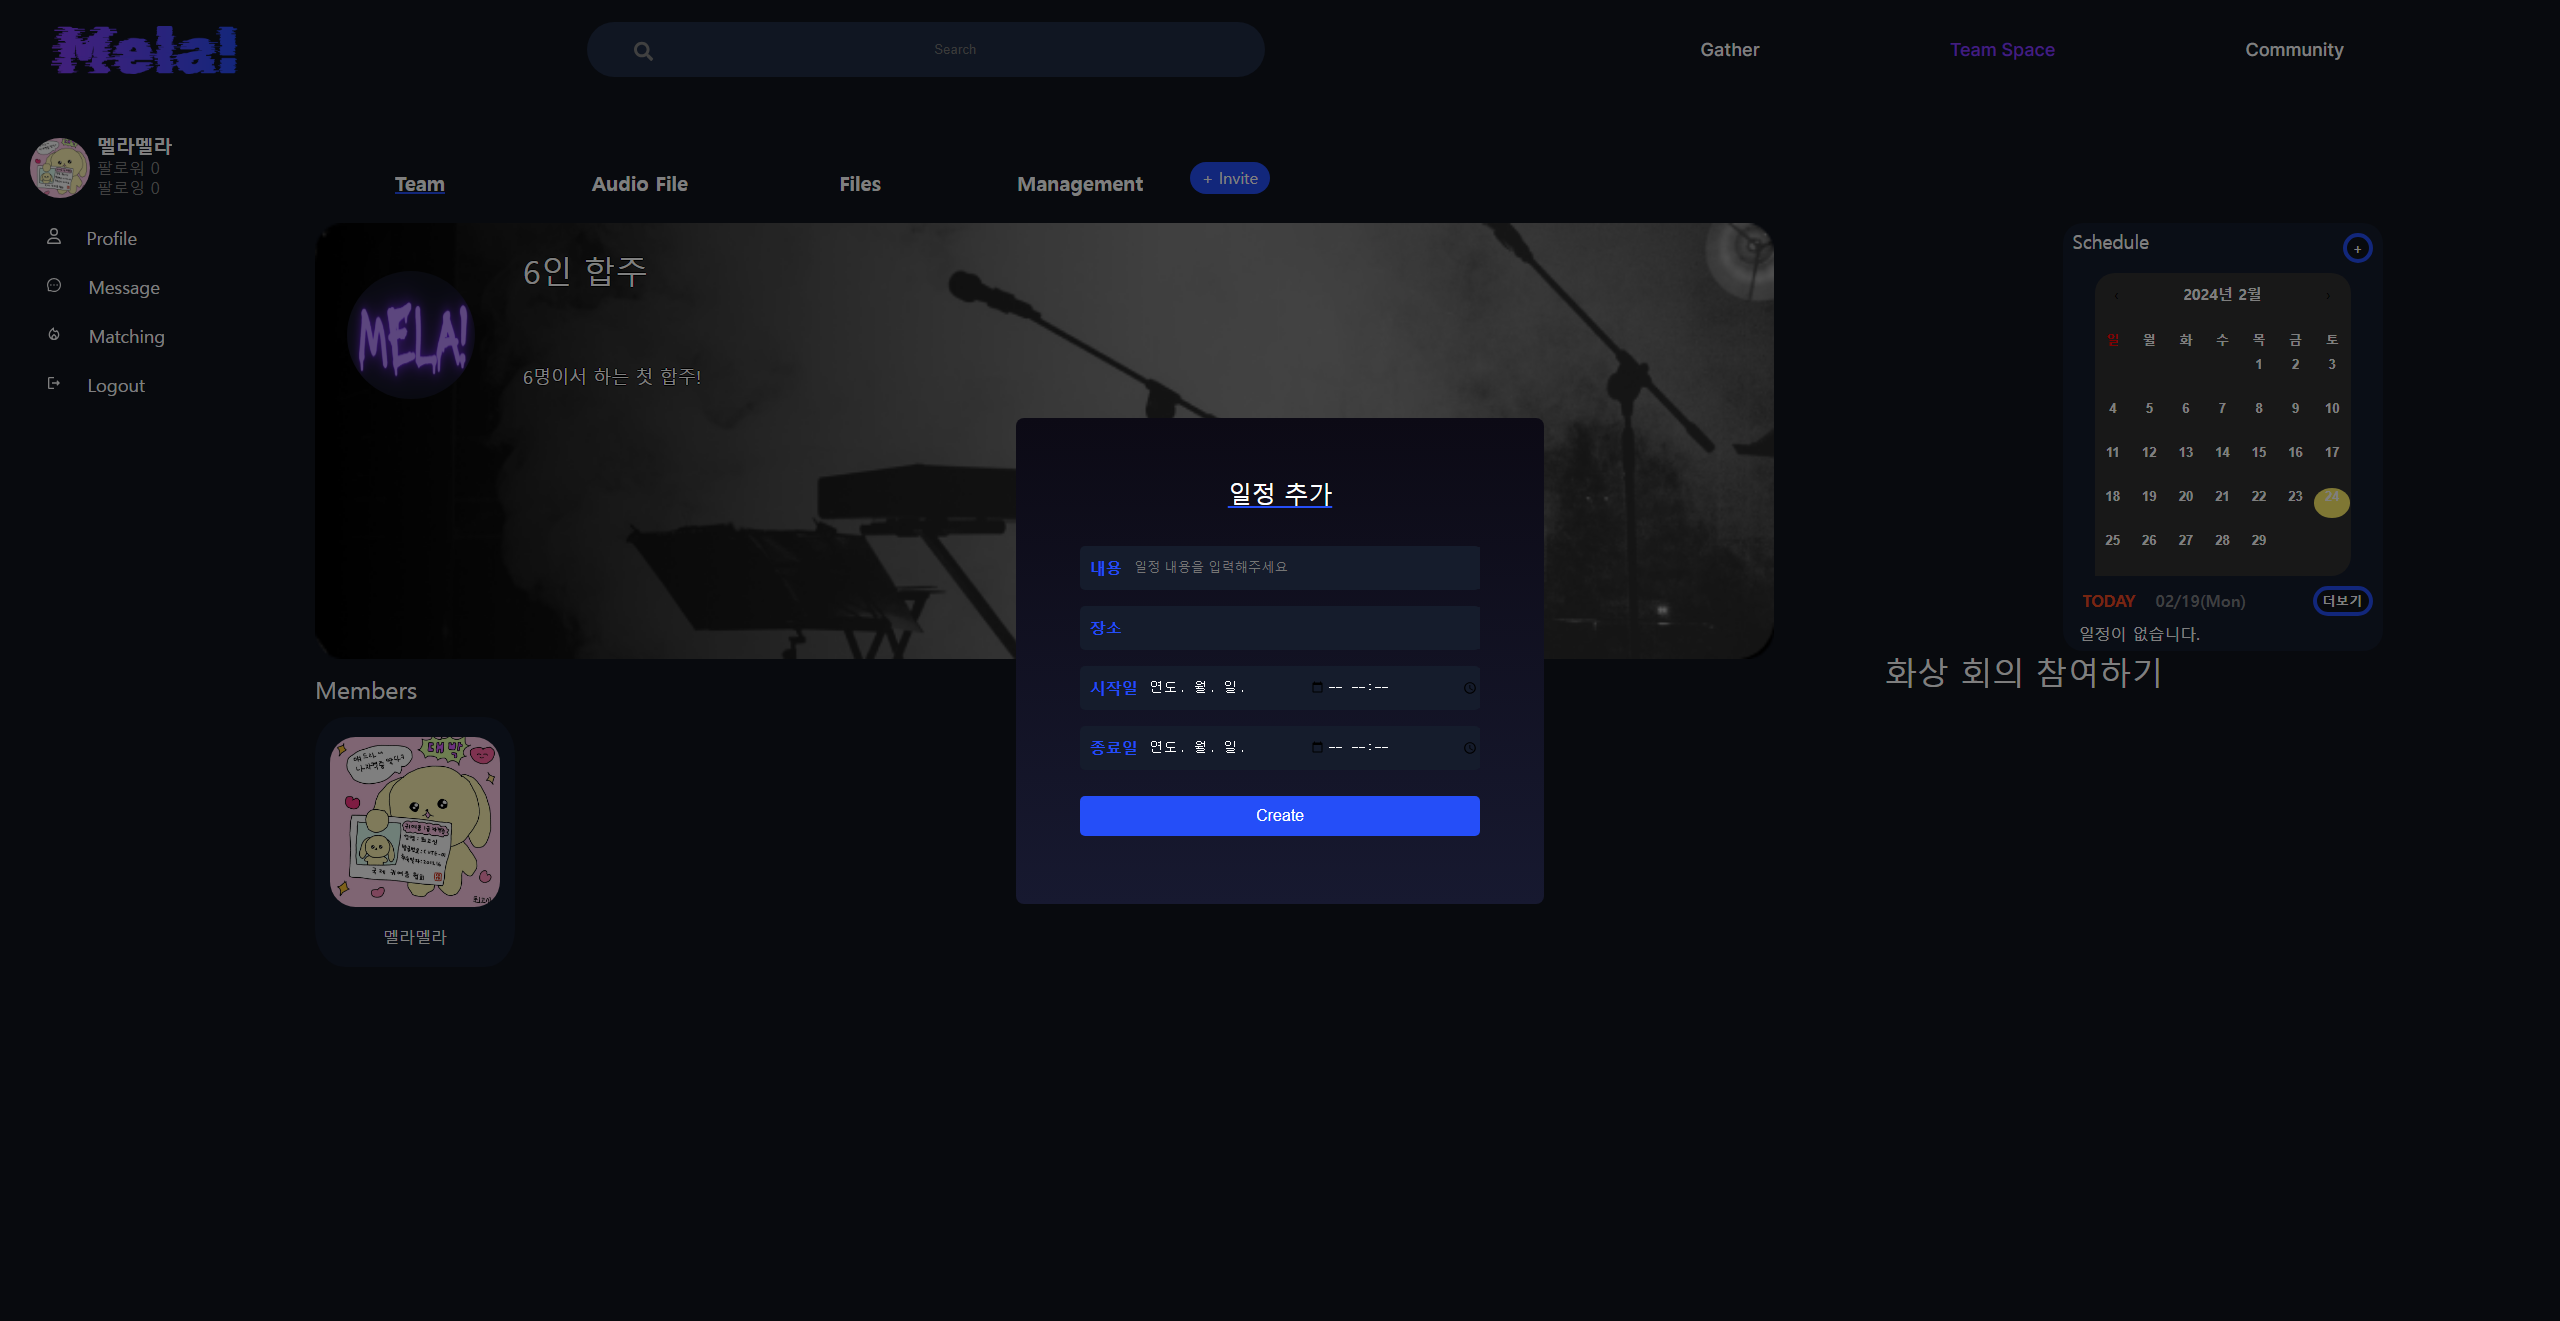 Mela!
Search
Gather
Team Space
Community
멜라멜라
팔로워 0
팔로잉 0
Profile
Message
Matching
Logout
Team
Audio File
Files
Management
+ Invite
MELA!
6인 합주
6명이서 하는 첫 합주!
Schedule
+
‹ 2024년 2월 ›
일 월 화 수 목 금 토
1 2 3
4 5 6 7 8 9 10
11 12 13 14 15 16 17
18 19 20 21 22 23 24
25 26 27 28 29
TODAY 02/19(Mon) 더보기
일정이 없습니다.
화상 회의 참여하기
일정 추가
내용 일정 내용을 입력해주세요
장소
시작일 연도. 월. 일. -- --:--
종료일 연도. 월. 일. -- --:--
Create
Members
대빵
멜라멜라